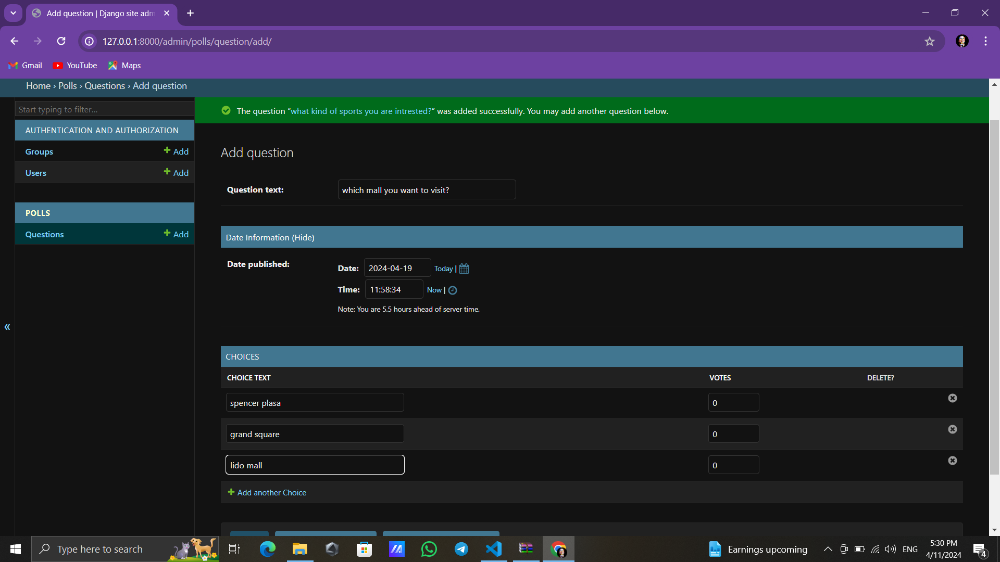 Add question | Django site adm
127.0.0.1:8000/admin/polls/question/add/
Gmail YouTube Maps
Home › Polls › Questions › Add question
Start typing to filter...
The question “what kind of sports you are intrested?” was added successfully. You may add another question below.
AUTHENTICATION AND AUTHORIZATION
Groups Add
Users Add
POLLS
Questions Add
«
Add question
Question text: which mall you want to visit?
Date Information (Hide)
Date published:
Date: 2024-04-19 Today |
Time: 11:58:34 Now |
Note: You are 5.5 hours ahead of server time.
CHOICES
CHOICE TEXT VOTES DELETE?
spencer plasa 0
grand square 0
lido mall 0
Add another Choice
Type here to search
Earnings upcoming
ENG
5:30 PM
4/11/2024
4